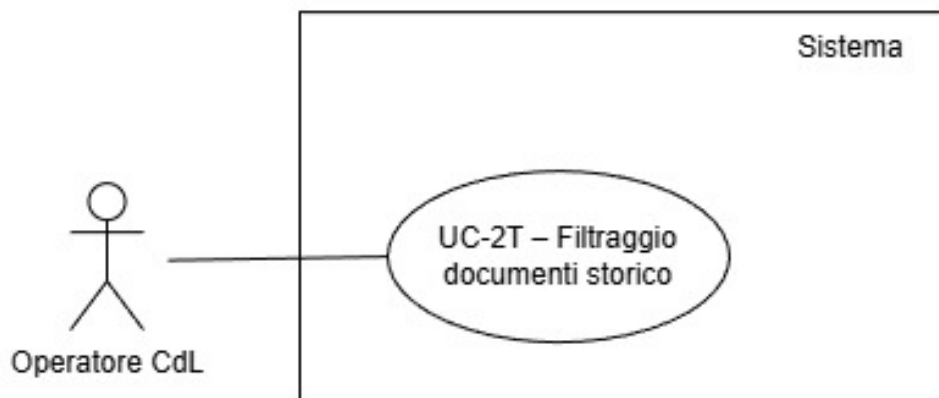 Sistema
UC-2T – Filtraggio
documenti storico
Operatore CdL